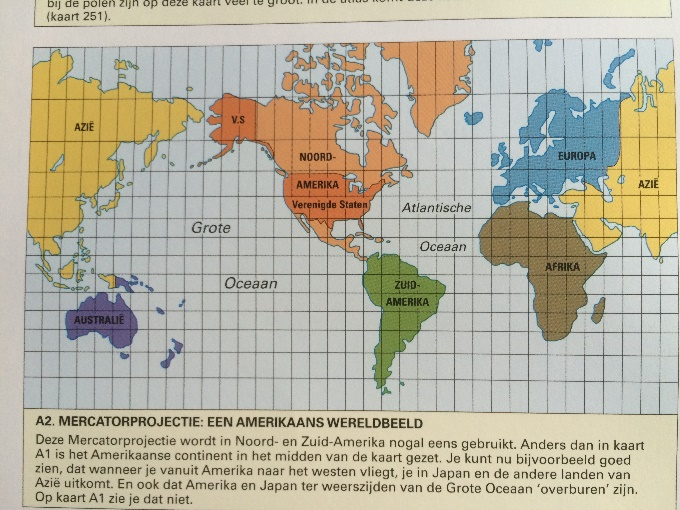 bij de polen zijn op deze kaart veel te groot. In de atlas komt deze
(kaart 251).
AZIË
V.S
NOORD-
AMERIKA
Verenigde Staten
EUROPA
AZIË
Atlantische
Oceaan
Grote
Oceaan
AFRIKA
ZUID-
AMERIKA
AUSTRALIË
A2. MERCATORPROJECTIE: EEN AMERIKAANS WERELDBEELD
Deze Mercatorprojectie wordt in Noord- en Zuid-Amerika nogal eens gebruikt. Anders dan in kaart
A1 is het Amerikaanse continent in het midden van de kaart gezet. Je kunt nu bijvoorbeeld goed
zien, dat wanneer je vanuit Amerika naar het westen vliegt, je in Japan en de andere landen van
Azië uitkomt. En ook dat Amerika en Japan ter weerszijden van de Grote Oceaan ‘overburen’ zijn.
Op kaart A1 zie je dat niet.